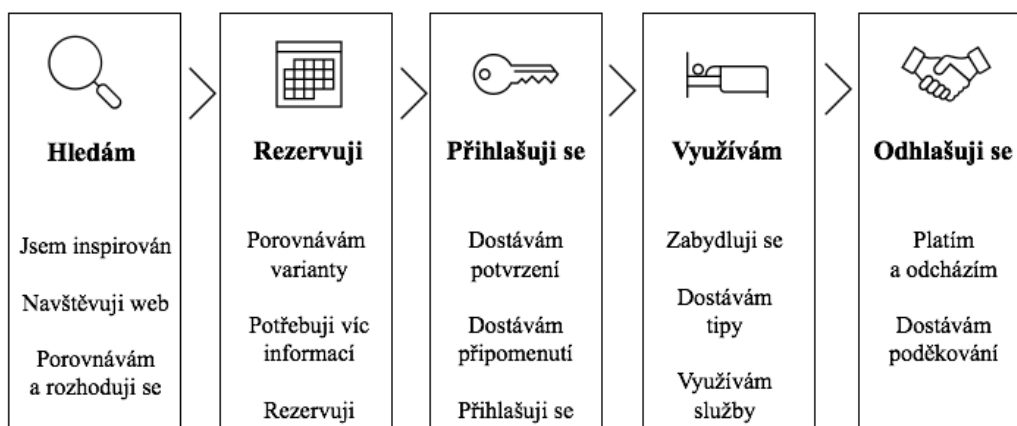 Hledám
Jsem inspirován
Navštěvuji web
Porovnávám
a rozhoduji se
Rezervuji
Porovnávám
varianty
Potřebuji víc
informací
Rezervuji
Přihlašuji se
Dostávám
potvrzení
Dostávám
připomenutí
Přihlašuji se
Využívám
Zabydluji se
Dostávám
tipy
Využívám
služby
Odhlašuji se
Platím
a odcházím
Dostávám
poděkování